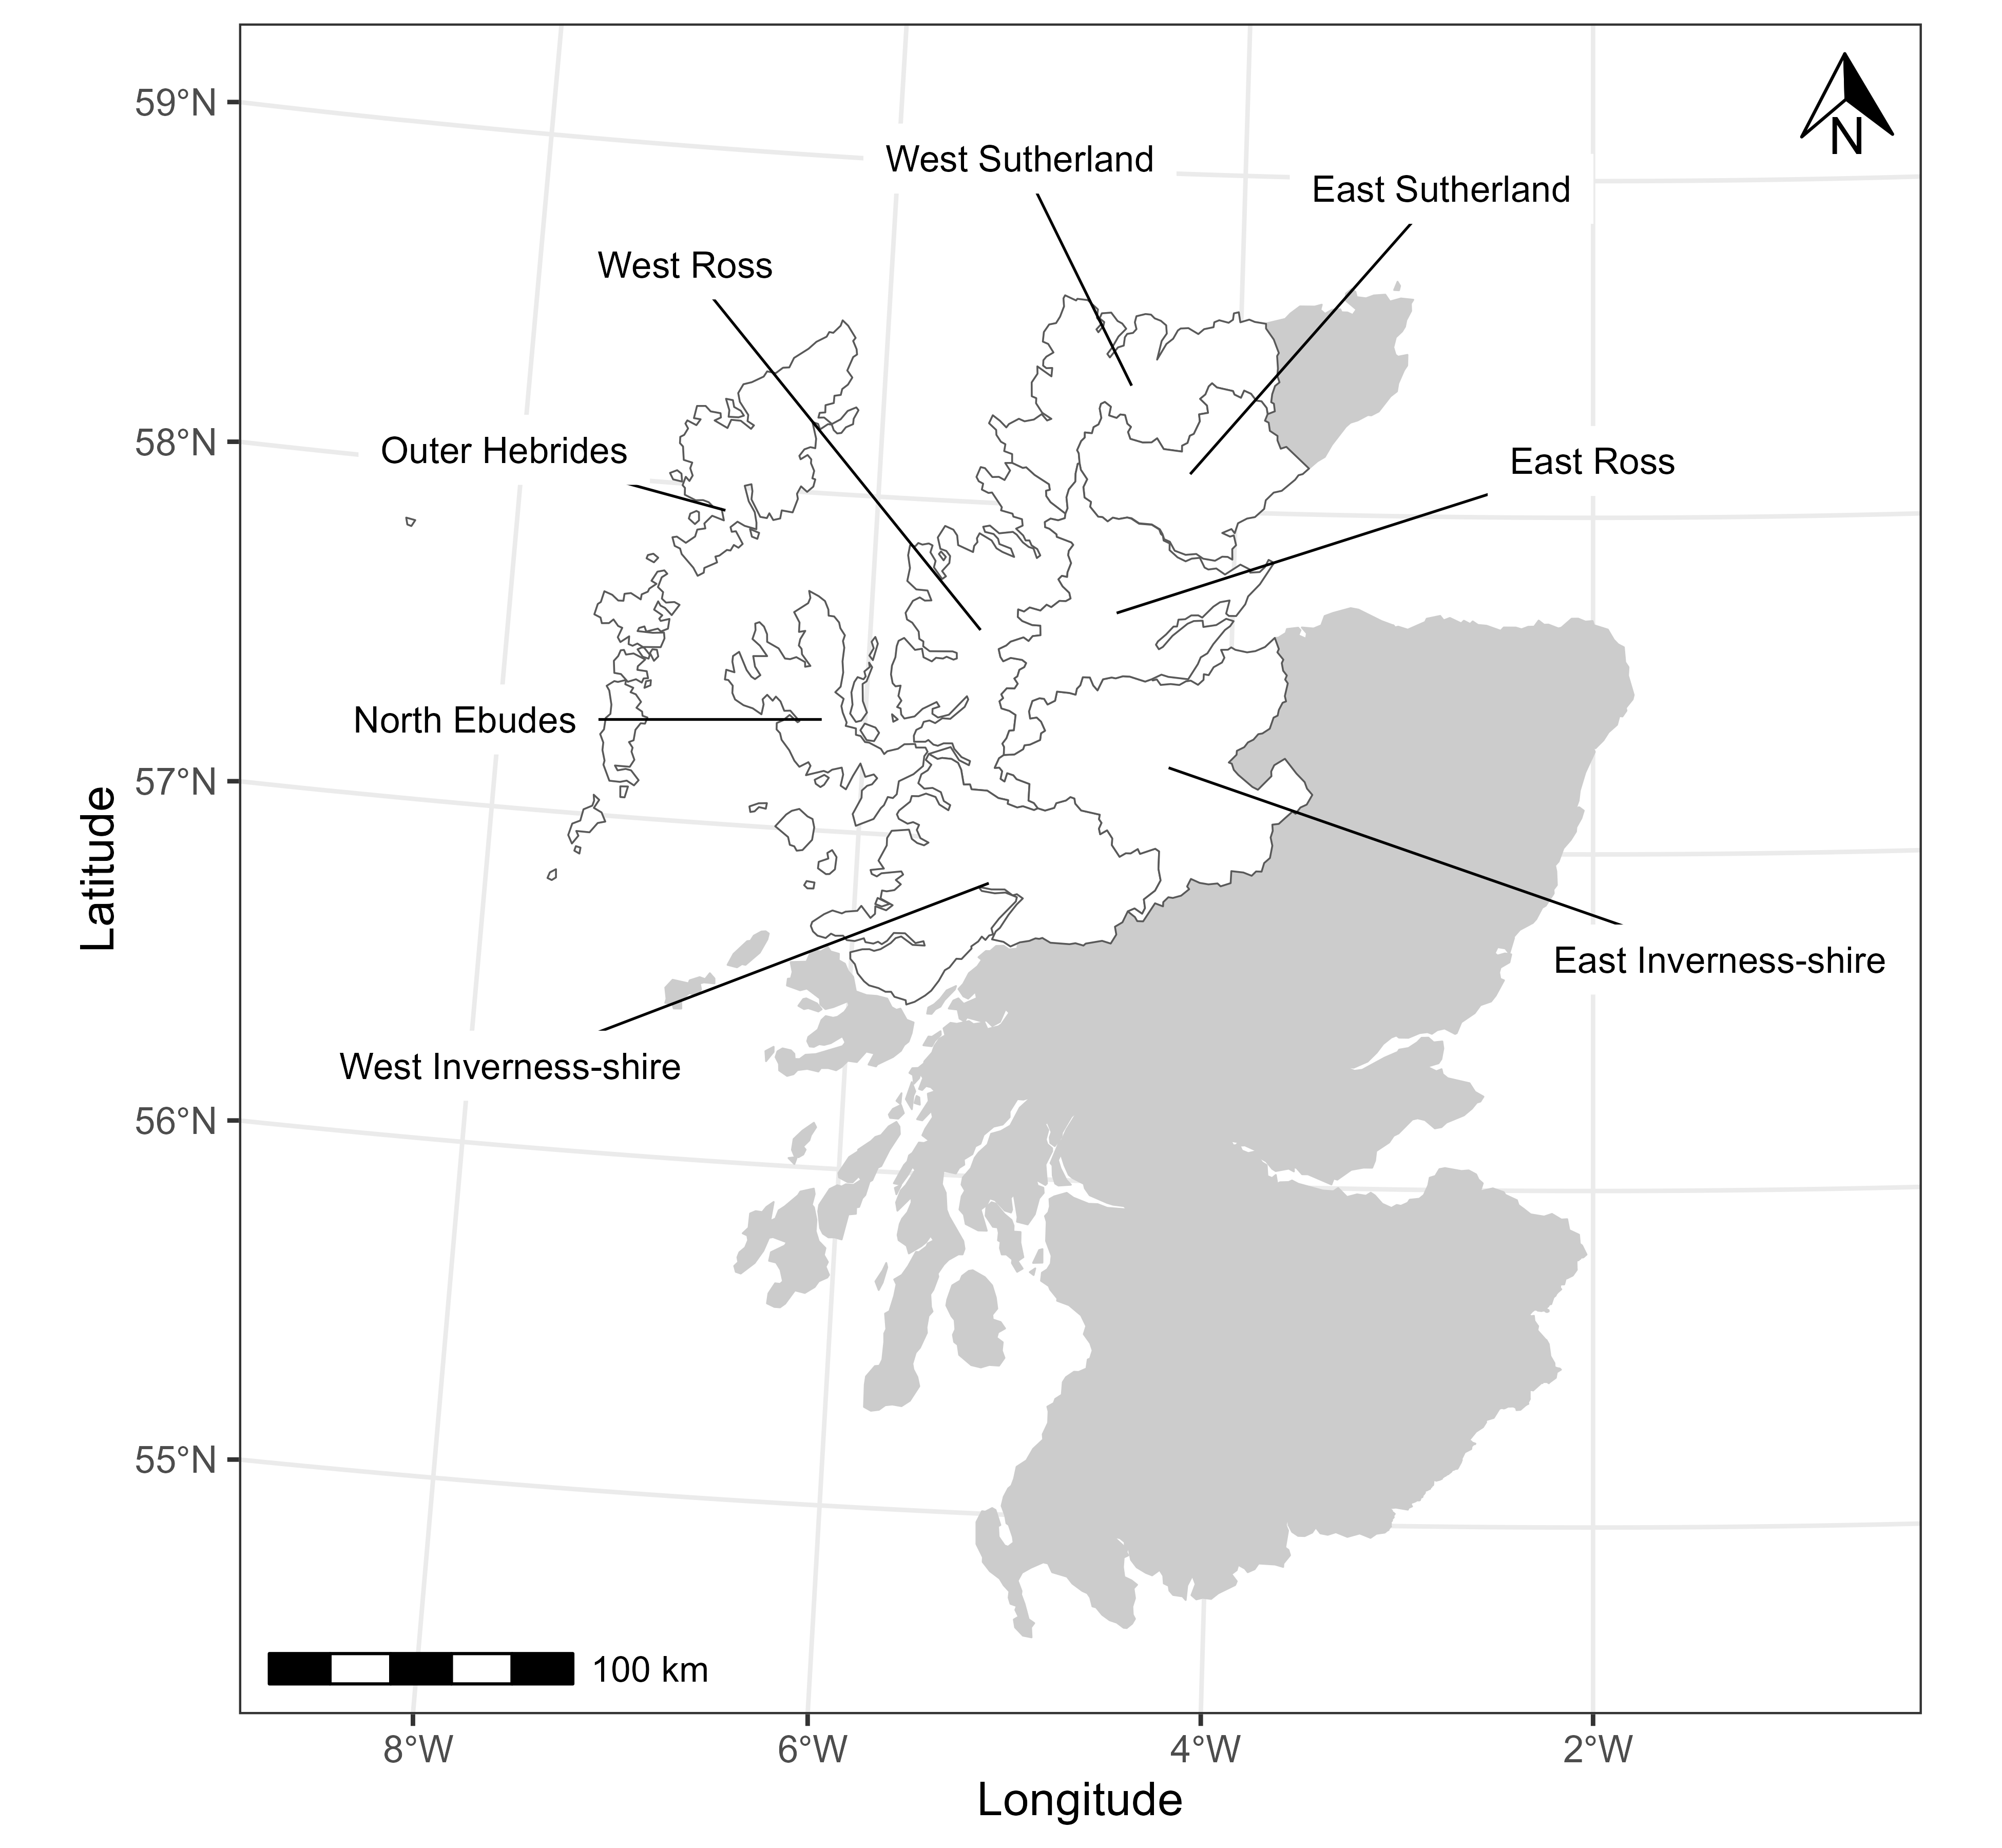 59°N
N
West Sutherland
East Sutherland
West Ross
58°N
Outer Hebrides
East Ross
North Ebudes
57°N
Latitude
East Inverness-shire
West Inverness-shire
56°N
55°N
100 km
8°W
6°W
4°W
2°W
Longitude